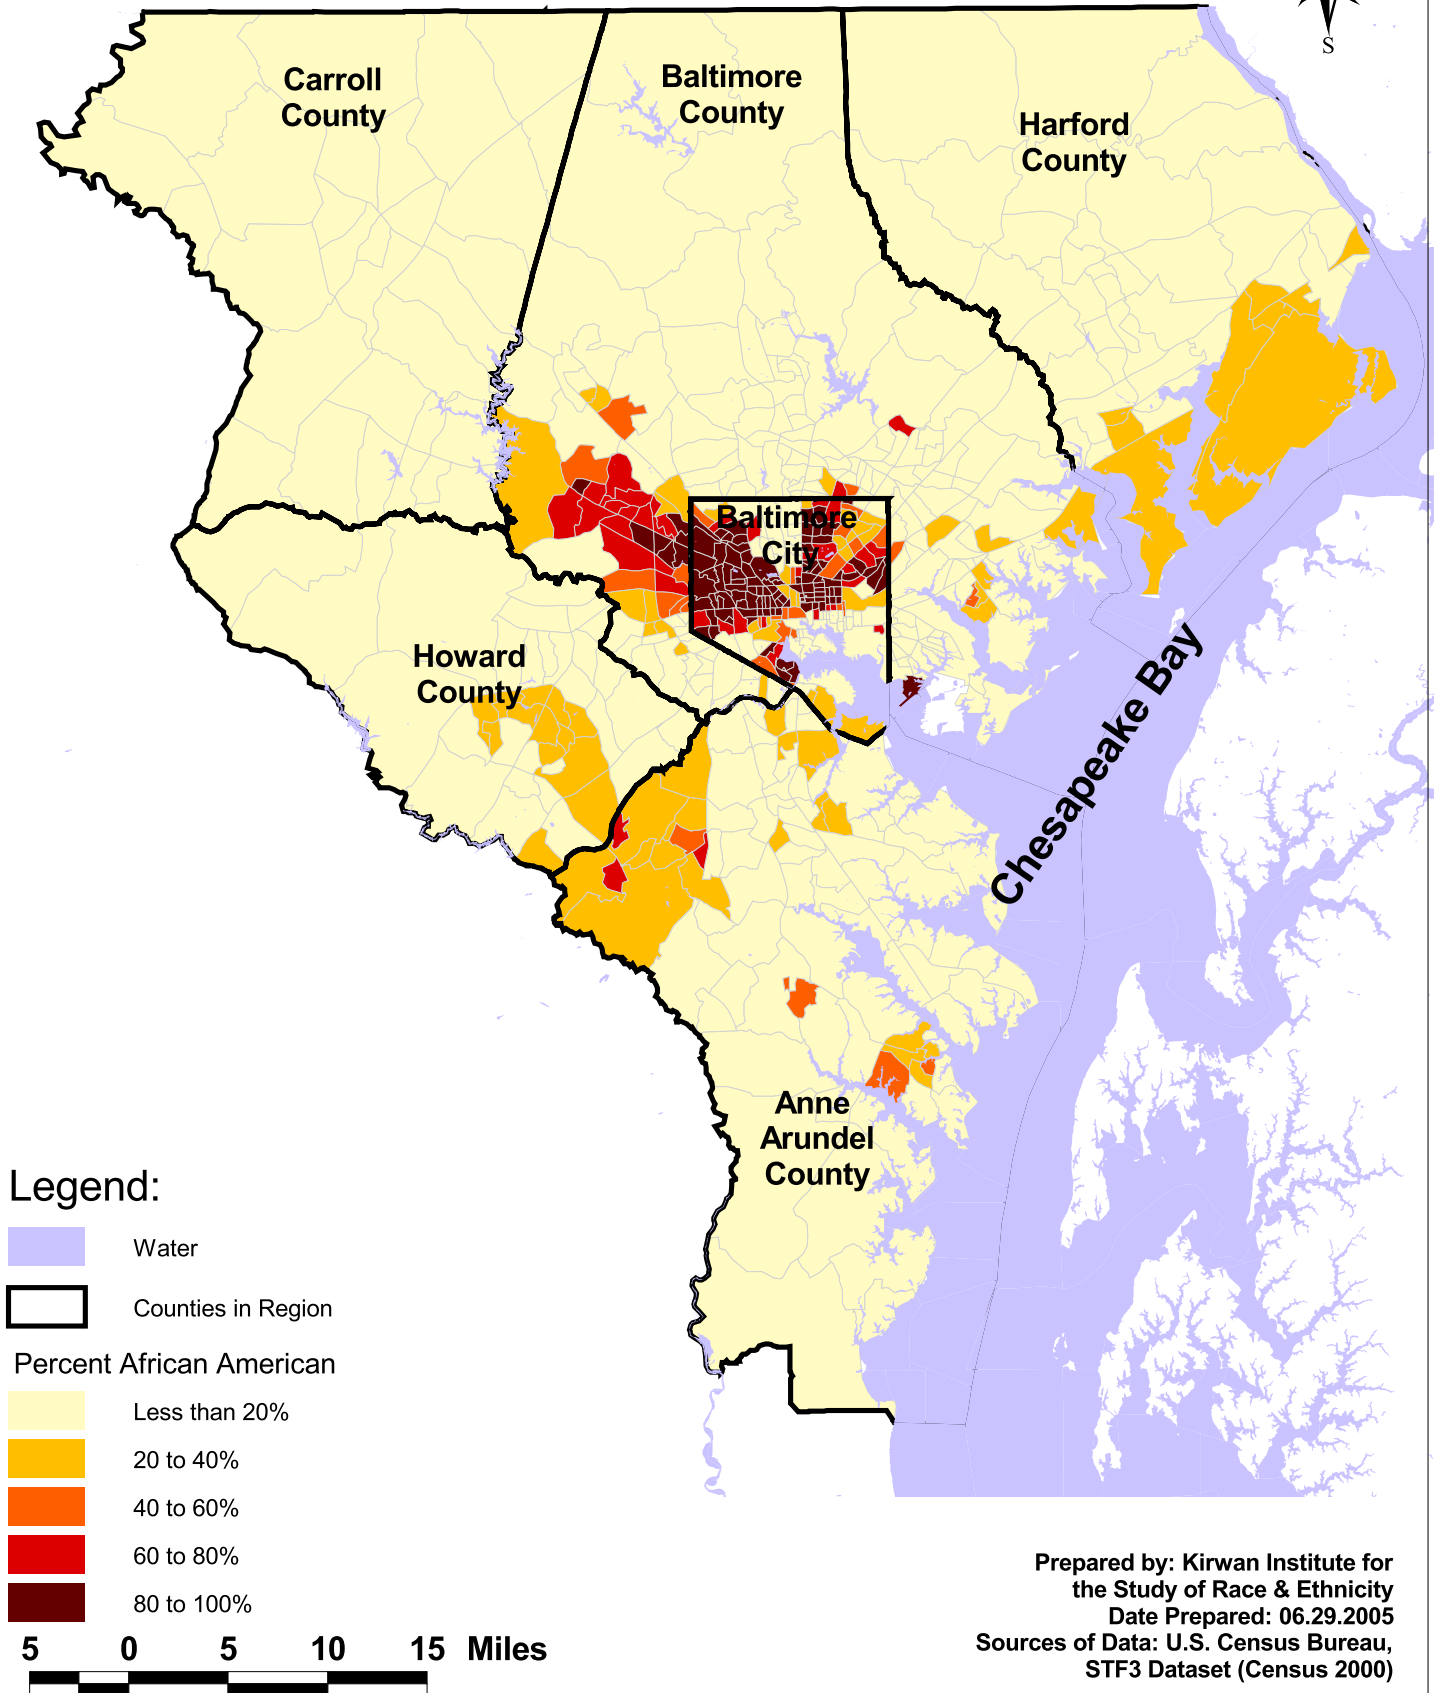 S
Carroll
County
Baltimore
County
Harford
County
Baltimore
City
Howard
County
Chesapeake Bay
Anne
Arundel
County
Legend:
Water
Counties in Region
Percent African American
Less than 20%
20 to 40%
40 to 60%
60 to 80%
80 to 100%
5 0 5 10 15 Miles
Prepared by: Kirwan Institute for
the Study of Race & Ethnicity
Date Prepared: 06.29.2005
Sources of Data: U.S. Census Bureau,
STF3 Dataset (Census 2000)